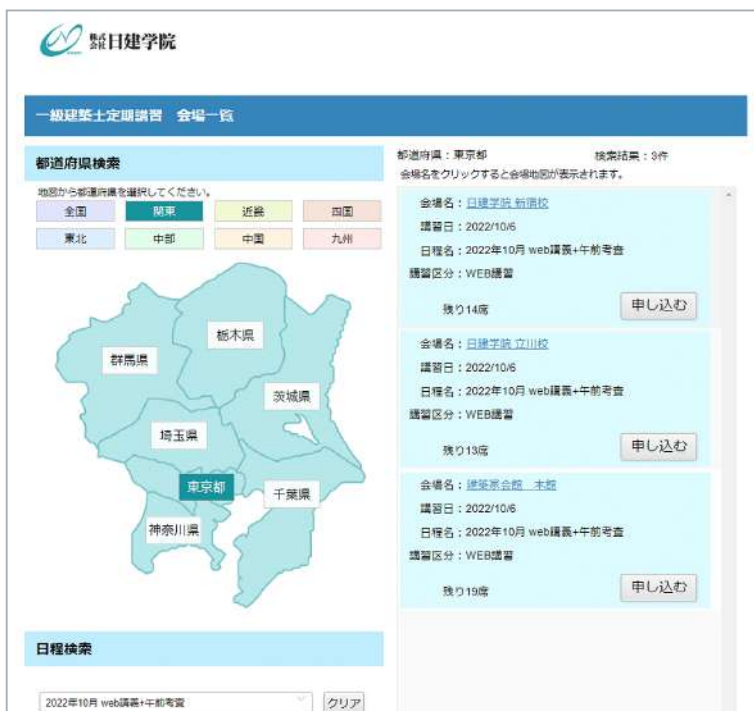 株式会社日建学院
一級建築士定期講習　会場一覧
都道府県検索
地図から都道府県を選択してください。
全国
関東
近畿
四国
東北
中部
中国
九州
栃木県
群馬県
茨城県
埼玉県
東京都
千葉県
神奈川県
日程検索
2022年10月 web講義+午前考査
クリア
都道府県：東京都
検索結果：3件
会場名をクリックすると会場地図が表示されます。
会場名：日建学院 新宿校
講習日：2022/10/6
日程名：2022年10月 web講義+午前考査
講習区分：WEB講習
残り14席
申し込む
会場名：日建学院 立川校
講習日：2022/10/6
日程名：2022年10月 web講義+午前考査
講習区分：WEB講習
残り13席
申し込む
会場名：建築家会館　本館
講習日：2022/10/6
日程名：2022年10月 web講義+午前考査
講習区分：WEB講習
残り19席
申し込む